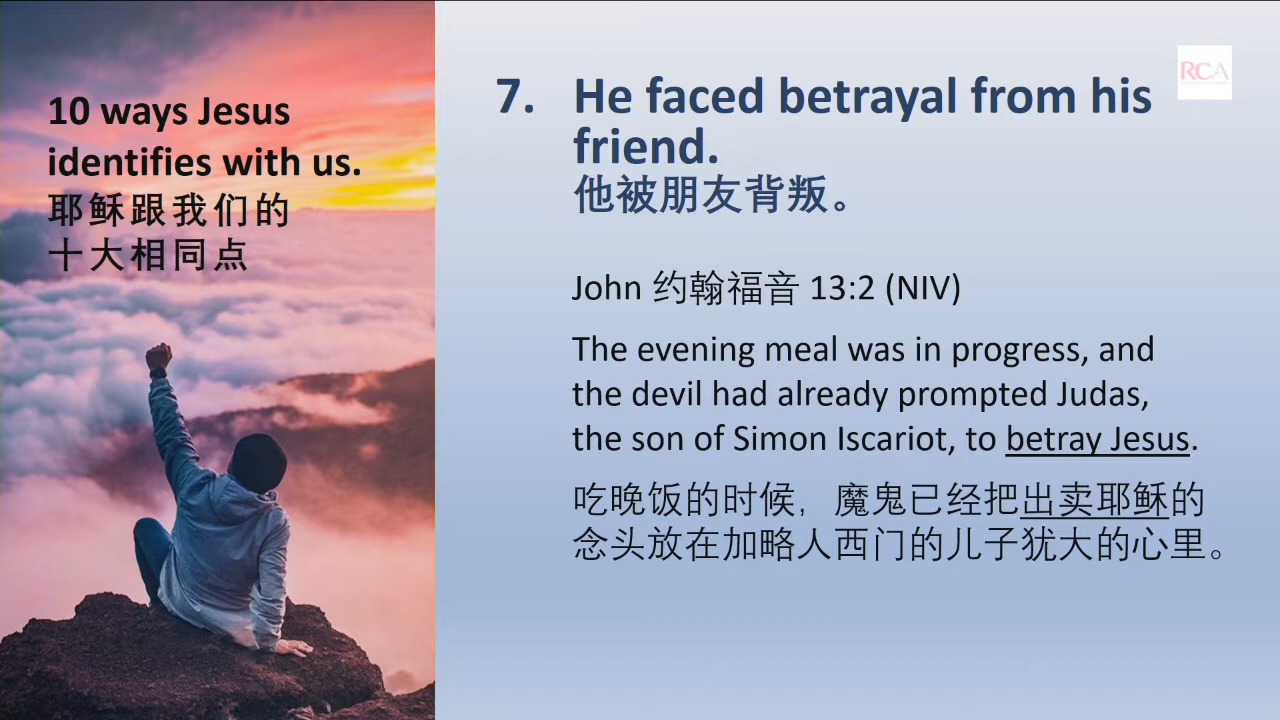 10 ways Jesus
identifies with us.
耶稣跟我们的
十大相同点
RCA
7. He faced betrayal from his
friend.
他被朋友背叛。
John 约翰福音 13:2 (NIV)
The evening meal was in progress, and
the devil had already prompted Judas,
the son of Simon Iscariot, to betray Jesus.
吃晚饭的时候，魔鬼已经把出卖耶稣的
念头放在加略人西门的儿子犹大的心里。